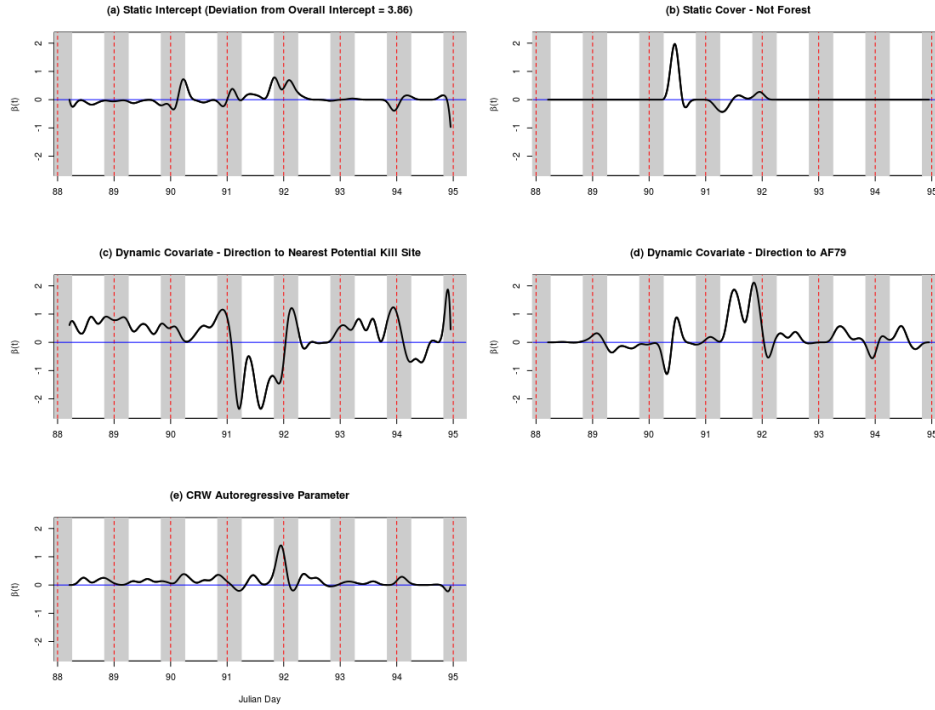 (a) Static Intercept (Deviation from Overall Intercept = 3.86)
β(t)
2
1
0
-1
-2
88 89 90 91 92 93 94 95
(b) Static Cover - Not Forest
β(t)
2
1
0
-1
-2
88 89 90 91 92 93 94 95
(c) Dynamic Covariate - Direction to Nearest Potential Kill Site
β(t)
2
1
0
-1
-2
88 89 90 91 92 93 94 95
(d) Dynamic Covariate - Direction to AF79
β(t)
2
1
0
-1
-2
88 89 90 91 92 93 94 95
(e) CRW Autoregressive Parameter
β(t)
2
1
0
-1
-2
88 89 90 91 92 93 94 95
Julian Day